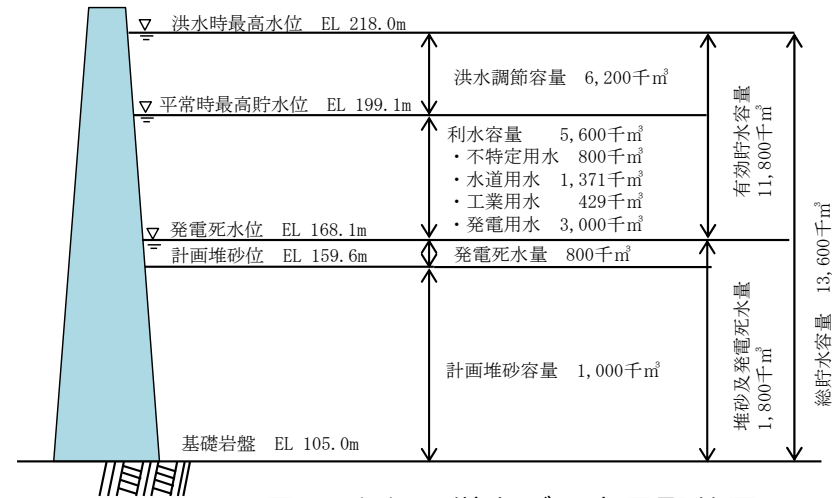 洪水時最高水位 EL 218.0m
洪水調節容量 6,200千㎥
平常時最高貯水位 EL 199.1m
利水容量 5,600千㎥
・不特定用水 800千㎥
・水道用水 1,371千㎥
・工業用水 429千㎥
・発電用水 3,000千㎥
発電死水位 EL 168.1m
計画堆砂位 EL 159.6m
発電死水量 800千㎥
計画堆砂容量 1,000千㎥
基礎岩盤 EL 105.0m
有効貯水容量
11,800千㎥
堆砂及発電死水量
1,800千㎥
総貯水容量 13,600千㎥